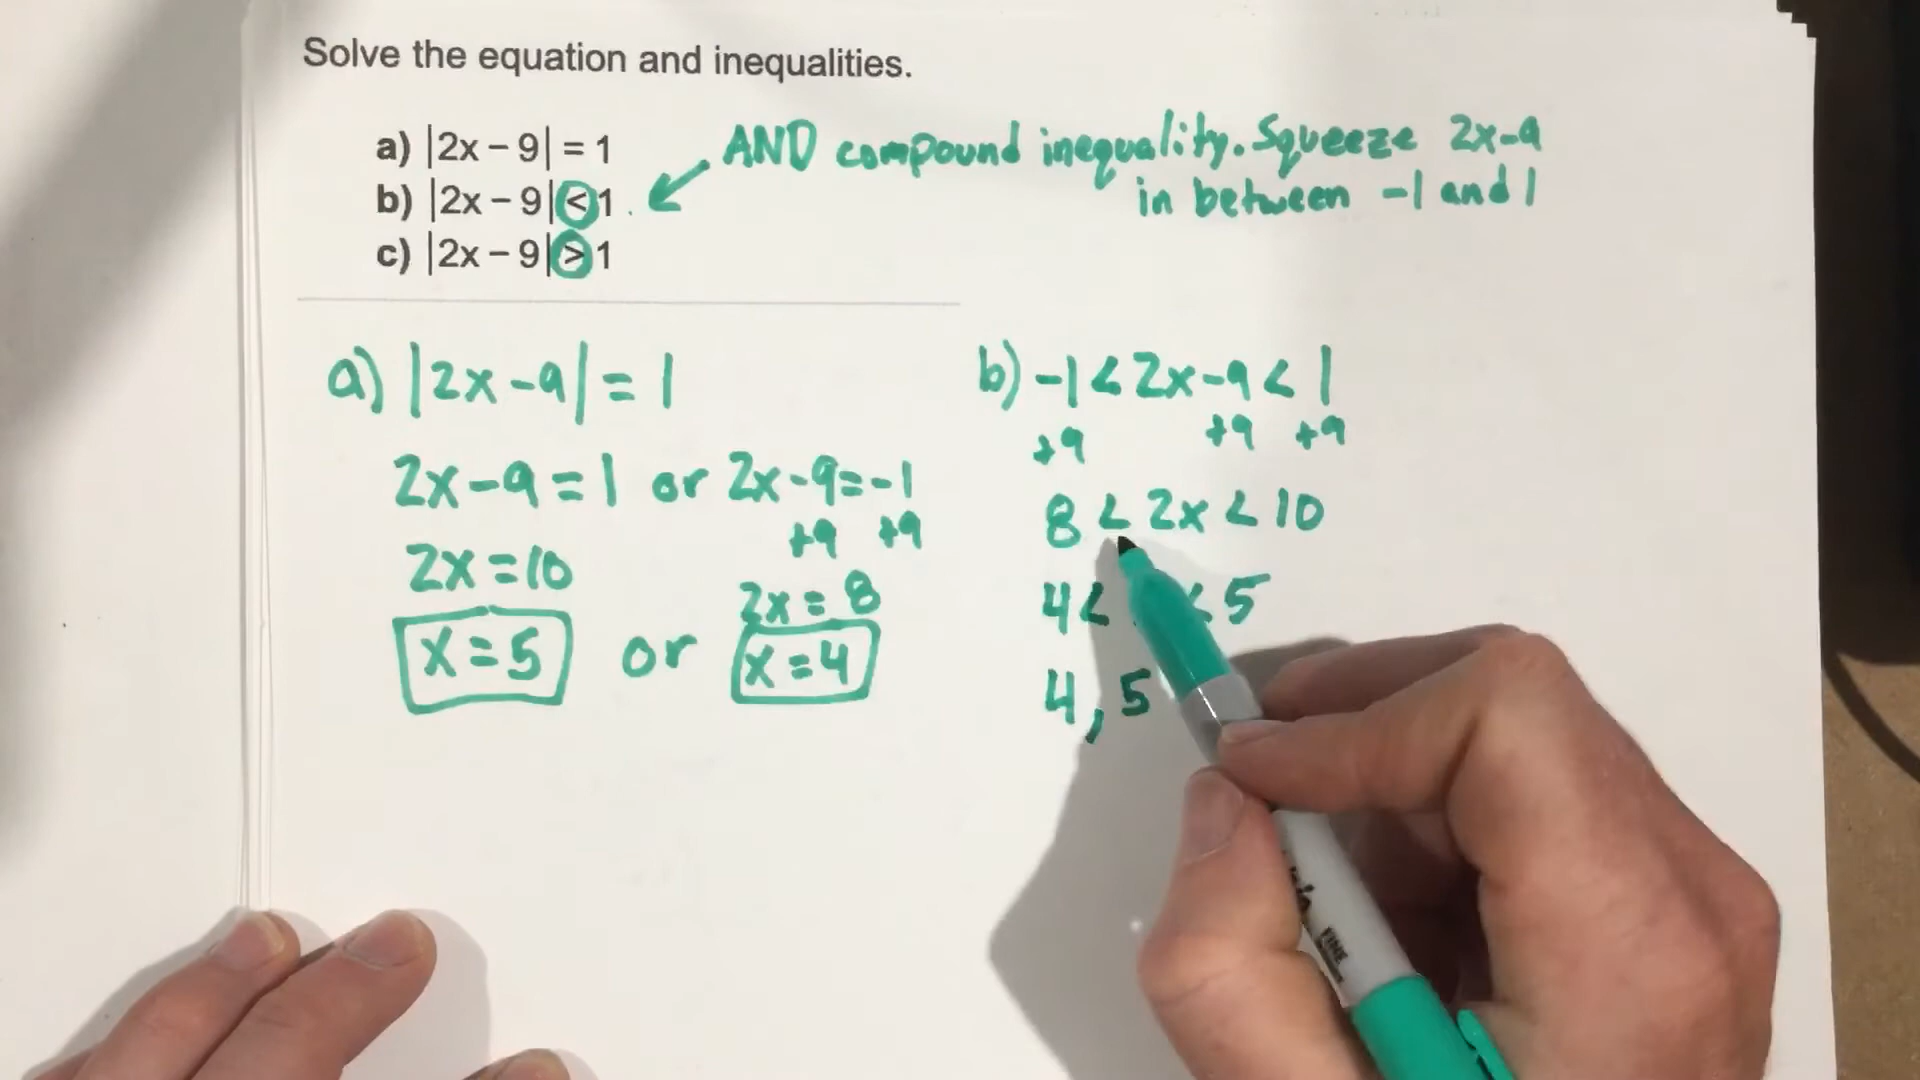 Solve the equation and inequalities.
a) |2x − 9| = 1
b) |2x − 9| < 1
c) |2x − 9| > 1
AND compound inequality. Squeeze 2x-9
in between -1 and 1
a) |2x-9| = 1
2x-9=1 or 2x-9=-1
+9 +9
2x=10
2x=8
x=5 or x=4
b) -1<2x-9<1
+9 +9 +9
8<2x<10
4< <5
4,5
FINE